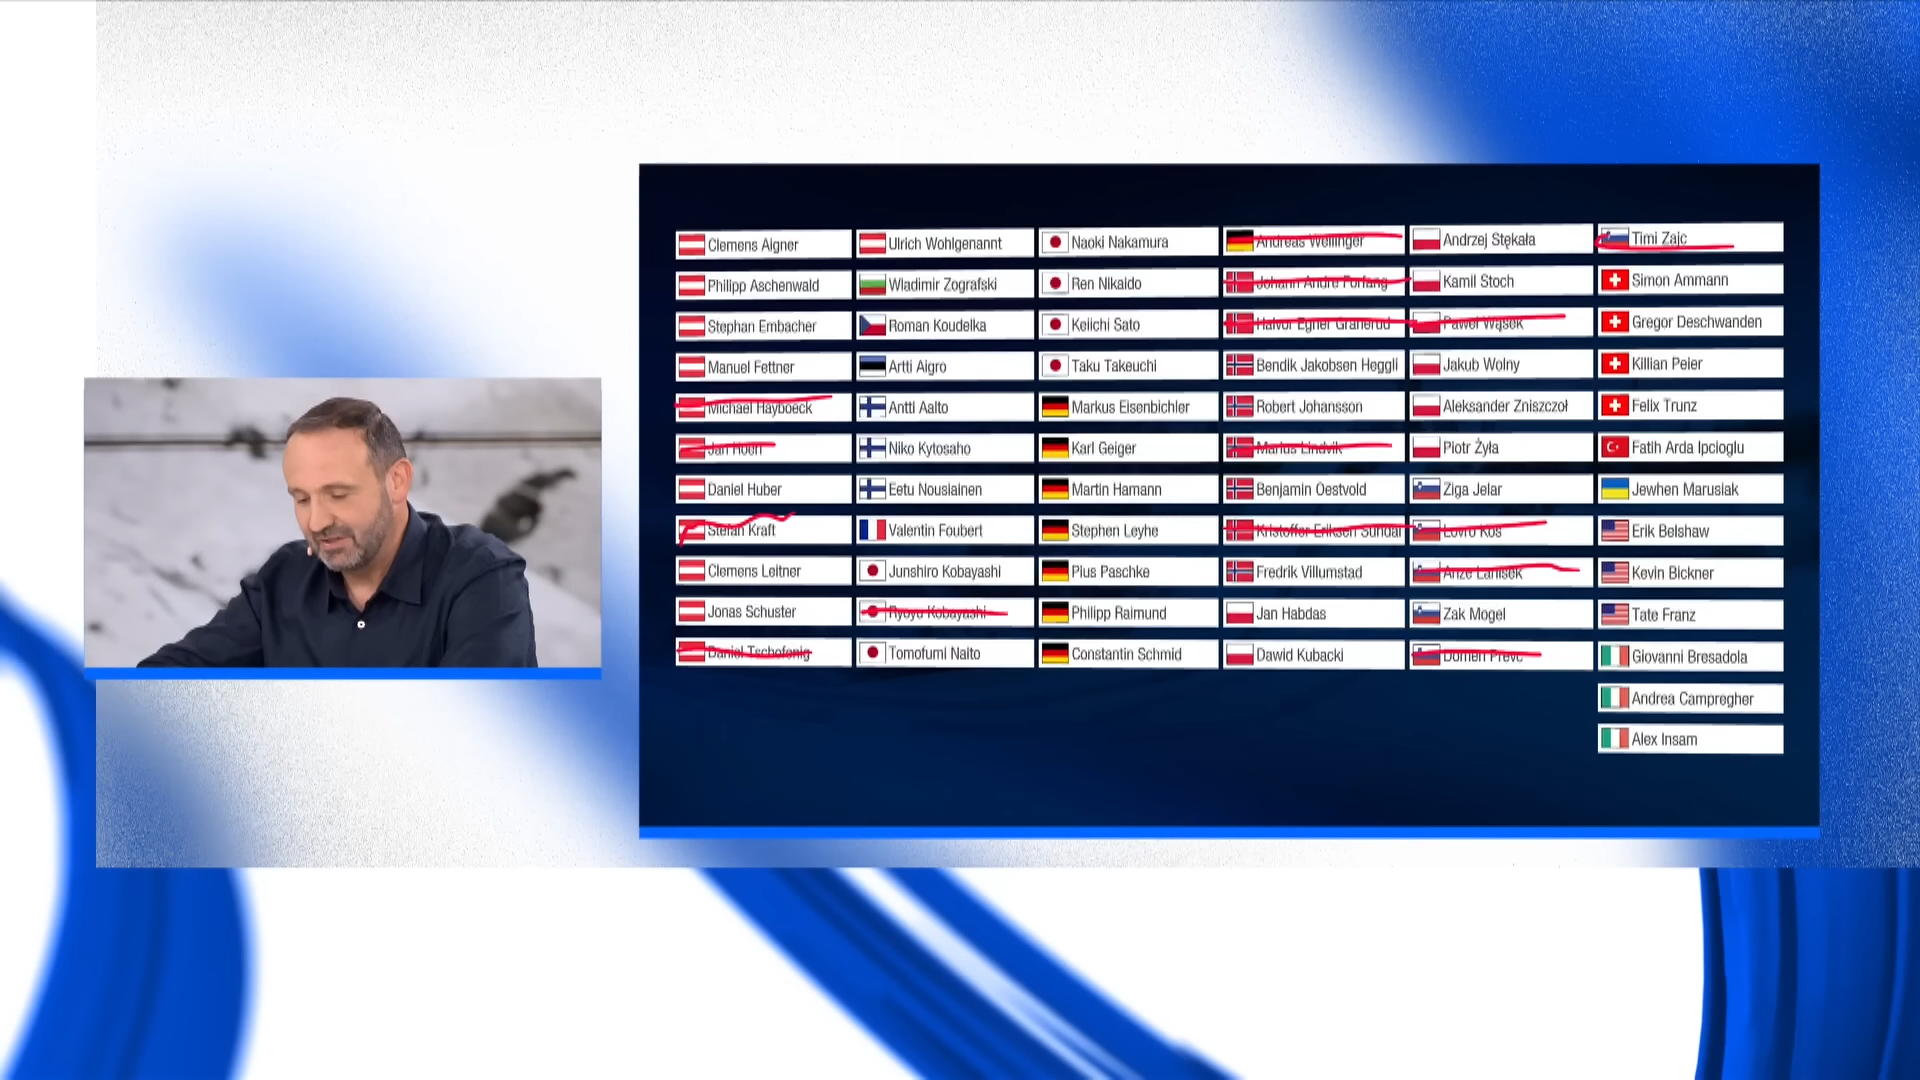 Clemens Aigner
Philipp Aschenwald
Stephan Embacher
Manuel Fettner
Michael Hayboeck
Jan Hoerl
Daniel Huber
Stefan Kraft
Clemens Leitner
Jonas Schuster
Daniel Tschofenig
Ulrich Wohlgenannt
Wladimir Zografski
Roman Koudelka
Artti Aigro
Antti Aalto
Niko Kytosaho
Eetu Nousiainen
Valentin Foubert
Junshiro Kobayashi
Ryoyu Kobayashi
Tomofumi Naito
Naoki Nakamura
Ren Nikaido
Keiichi Sato
Taku Takeuchi
Markus Eisenbichler
Karl Geiger
Martin Hamann
Stephen Leyhe
Pius Paschke
Philipp Raimund
Constantin Schmid
Andreas Wellinger
Johann Andre Forfang
Halvor Egner Granerud
Bendik Jakobsen Heggli
Robert Johansson
Marius Lindvik
Benjamin Oestvold
Kristoffer Eriksen Sundal
Fredrik Villumstad
Jan Habdas
Dawid Kubacki
Andrzej Stękała
Kamil Stoch
Paweł Wąsek
Jakub Wolny
Aleksander Zniszczoł
Piotr Żyła
Ziga Jelar
Lovro Kos
Anze Lanisek
Zak Mogel
Domen Prevc
Timi Zajc
Simon Ammann
Gregor Deschwanden
Killian Peier
Felix Trunz
Fatih Arda Ipcioglu
Jewhen Marusiak
Erik Belshaw
Kevin Bickner
Tate Franz
Giovanni Bresadola
Andrea Campregher
Alex Insam